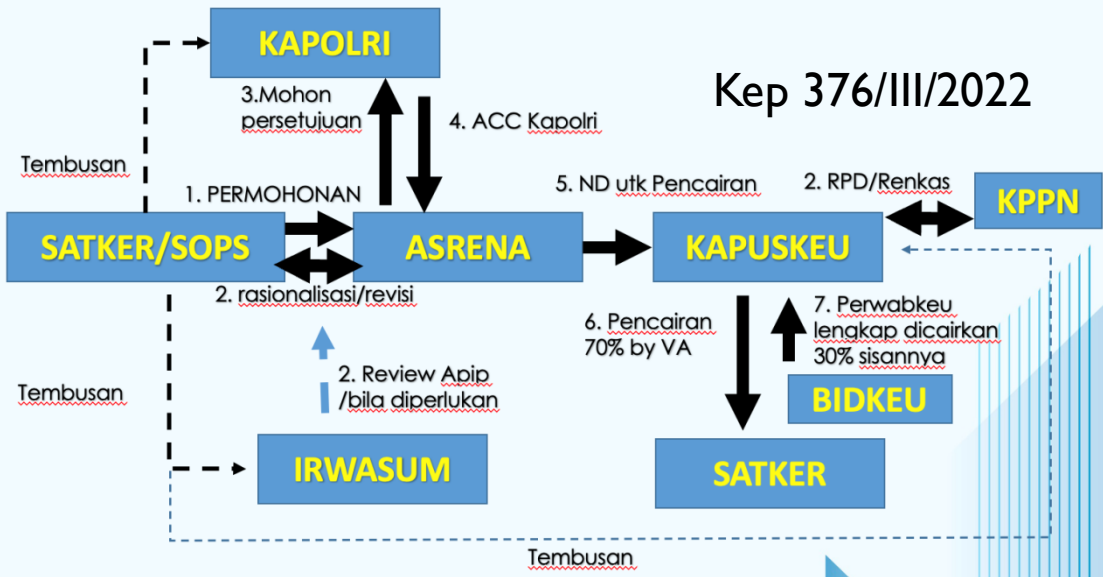 KAPOLRI
Kep 376/III/2022
3.Mohon
persetujuan
4. ACC Kapolri
Tembusan
1. PERMOHONAN
5. ND utk Pencairan
2. RPD/Renkas
KPPN
SATKER/SOPS
ASRENA
KAPUSKEU
2. rasionalisasi/revisi
6. Pencairan
70% by VA
7. Perwabkeu
lengkap dicairkan
30% sisannya
2. Review Apip
/bila diperlukan
Tembusan
BIDKEU
IRWASUM
SATKER
Tembusan